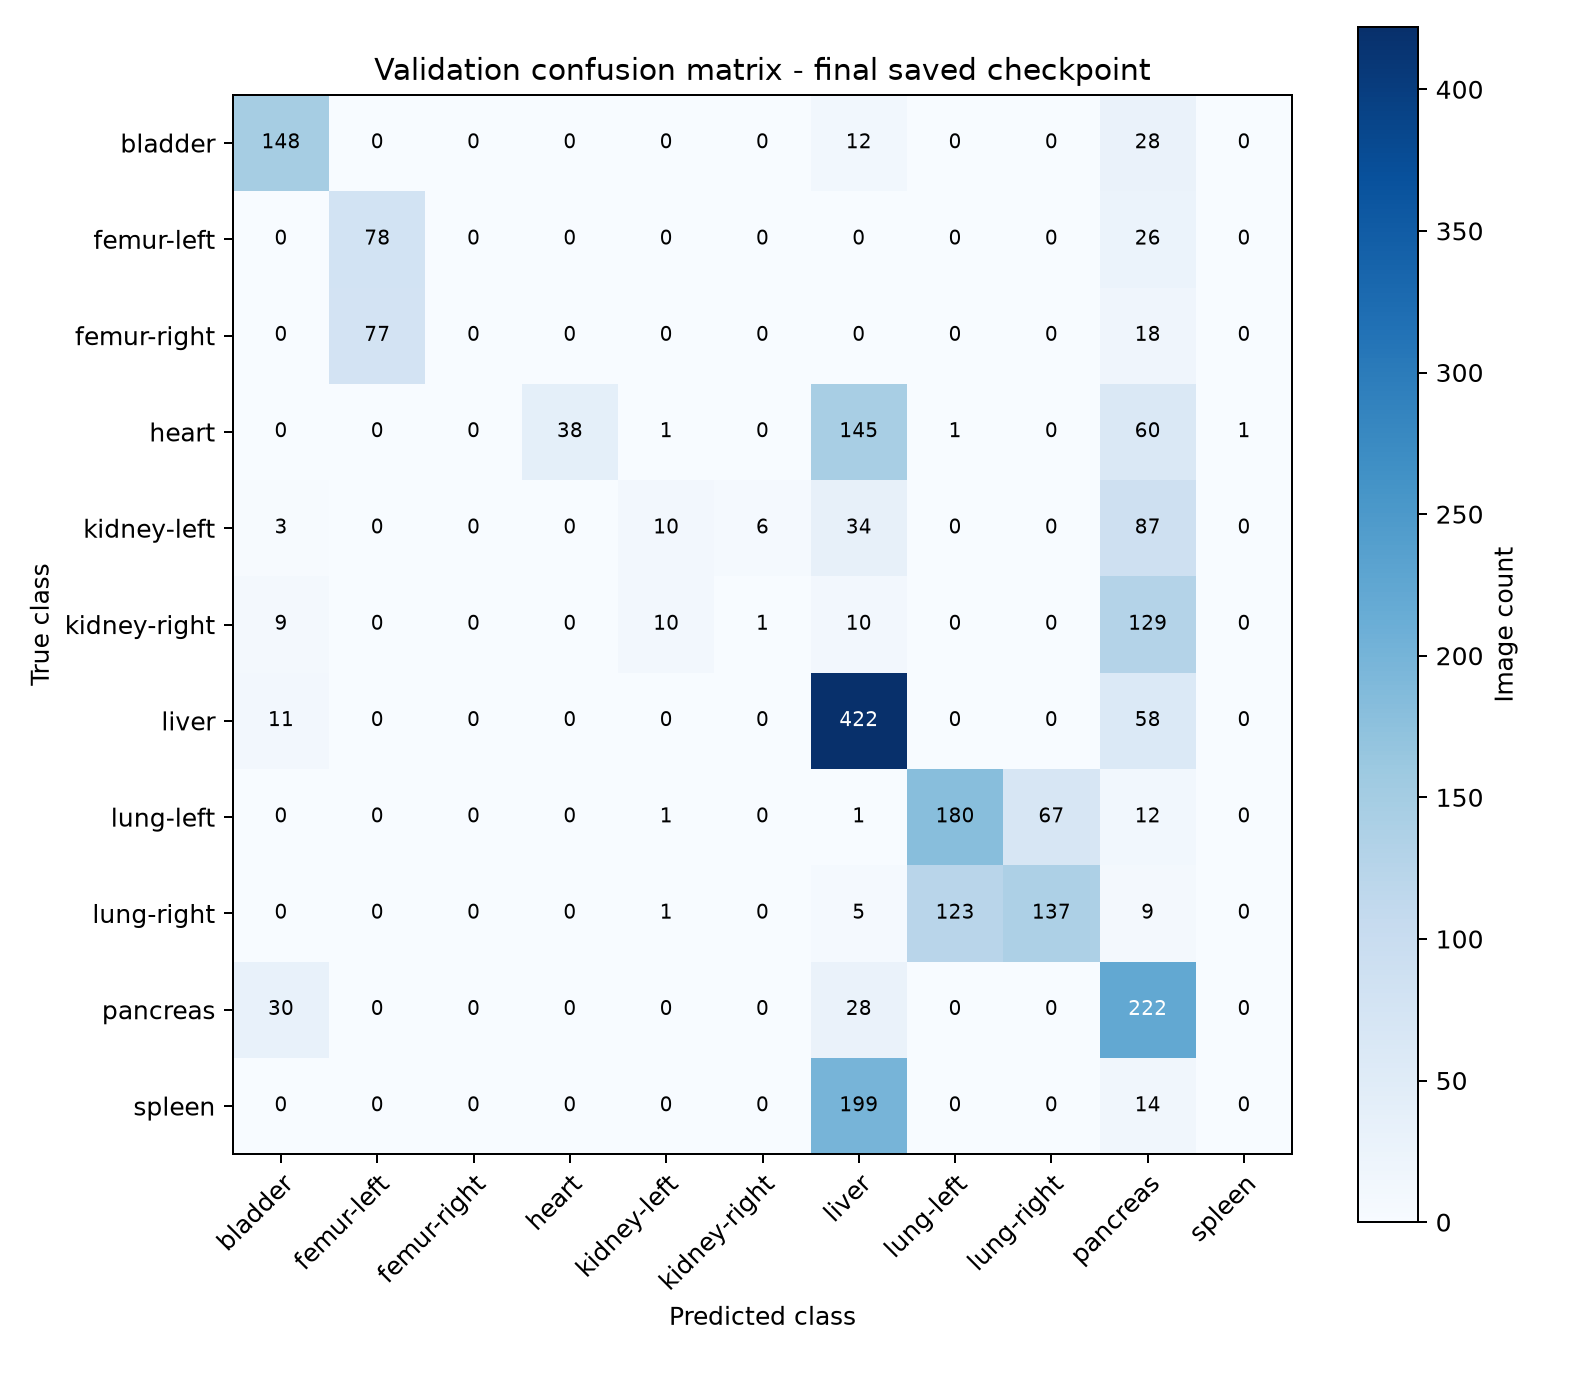 Validation confusion matrix - final saved checkpoint
bladder 148 0 0 0 0 0 12 0 0 28 0
femur-left 0 78 0 0 0 0 0 0 0 26 0
femur-right 0 77 0 0 0 0 0 0 0 18 0
heart 0 0 0 38 1 0 145 1 0 60 1
kidney-left 3 0 0 0 10 6 34 0 0 87 0
kidney-right 9 0 0 0 10 1 10 0 0 129 0
liver 11 0 0 0 0 0 422 0 0 58 0
lung-left 0 0 0 0 1 0 1 180 67 12 0
lung-right 0 0 0 0 1 0 5 123 137 9 0
pancreas 30 0 0 0 0 0 28 0 0 222 0
spleen 0 0 0 0 0 0 199 0 0 14 0
True class
bladder femur-left femur-right heart kidney-left kidney-right liver lung-left lung-right pancreas spleen
Predicted class
400
350
300
250
200
150
100
50
0
Image count